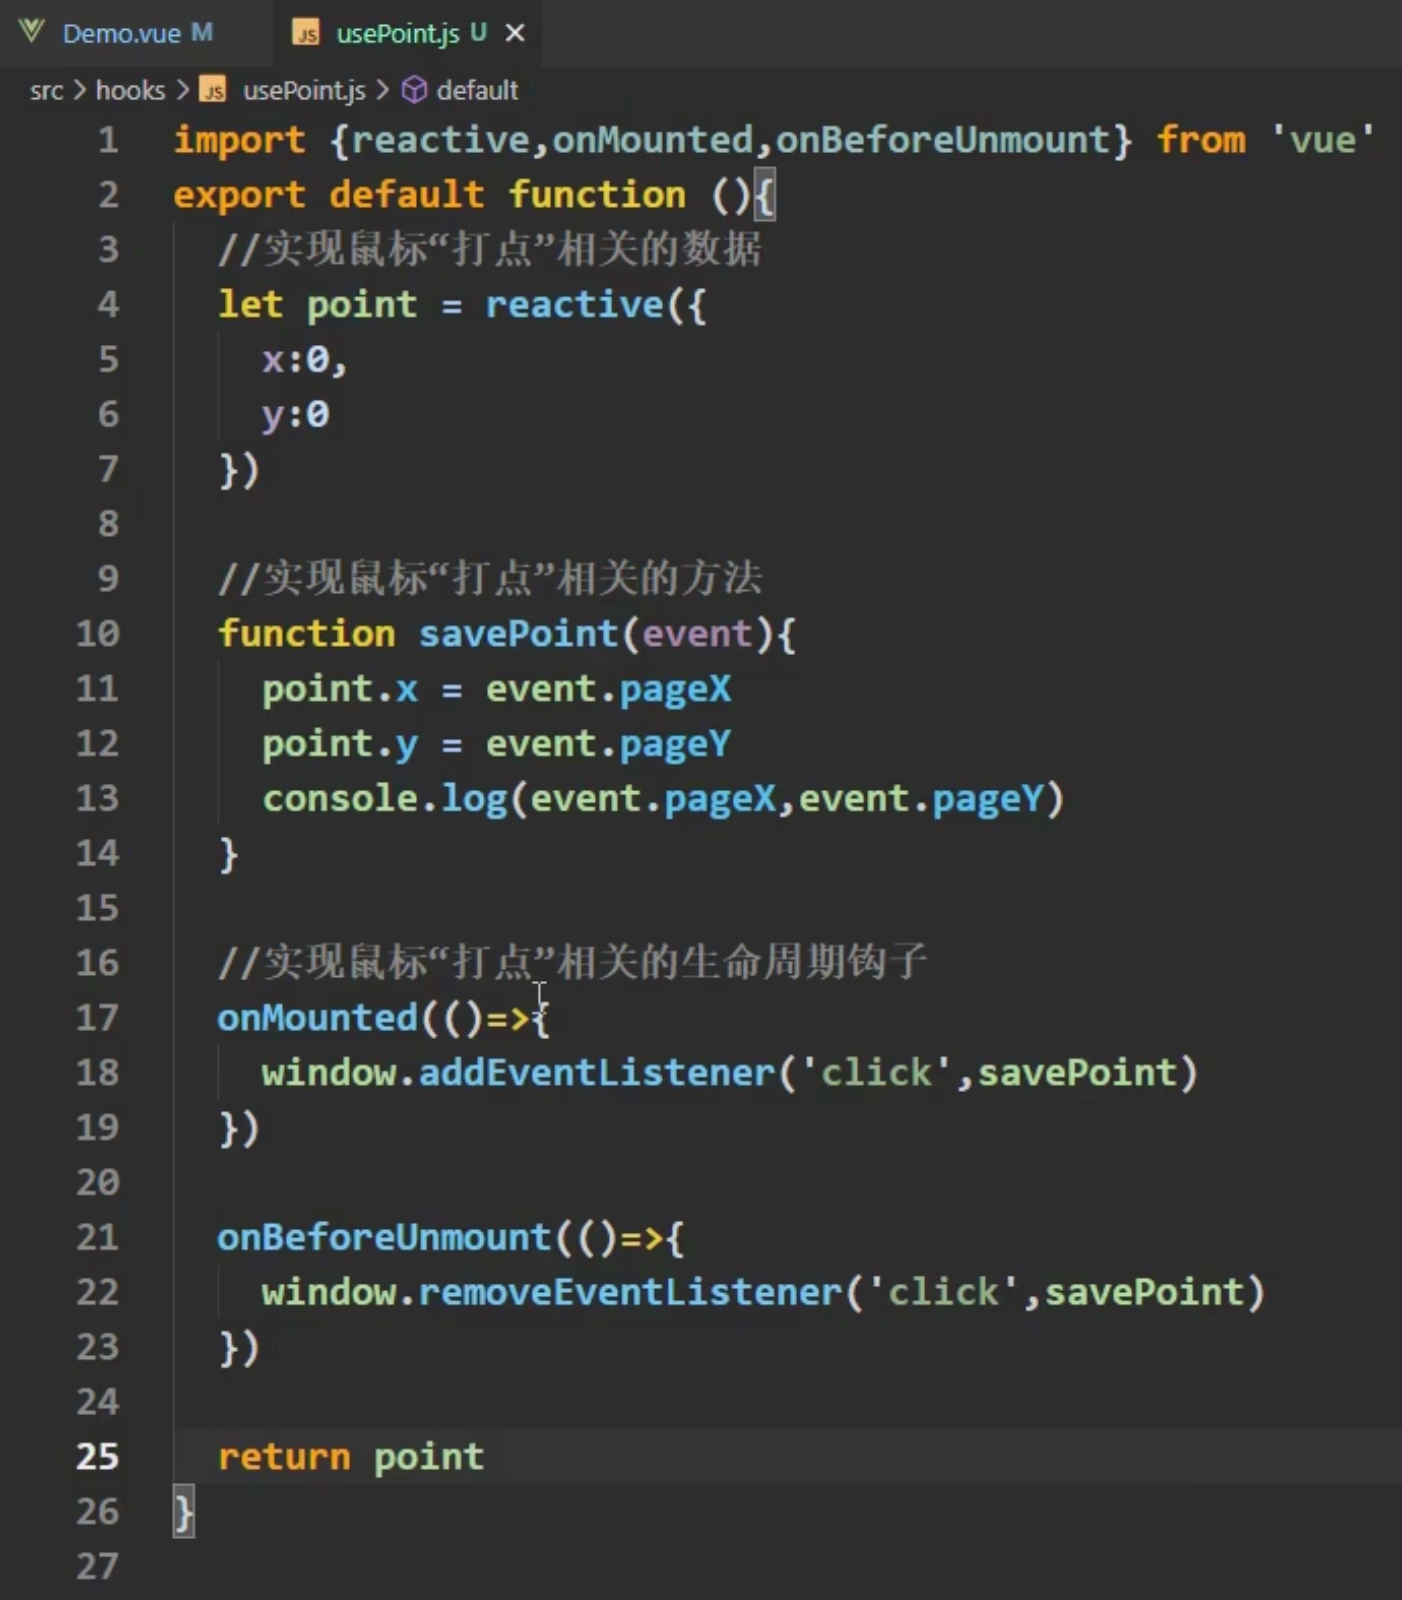 Demo.vue M
usePoint.js U
src > hooks > JS usePoint.js > default
1 import {reactive,onMounted,onBeforeUnmount} from 'vue'
2 export default function (){
3 //实现鼠标“打点”相关的数据
4 let point = reactive({
5 x:0,
6 y:0
7 })
8
9 //实现鼠标“打点”相关的方法
10 function savePoint(event){
11 point.x = event.pageX
12 point.y = event.pageY
13 console.log(event.pageX,event.pageY)
14 }
15
16 //实现鼠标“打点”相关的生命周期钩子
17 onMounted(()=>{
18 window.addEventListener('click',savePoint)
19 })
20
21 onBeforeUnmount(()=>{
22 window.removeEventListener('click',savePoint)
23 })
24
25 return point
26 }
27